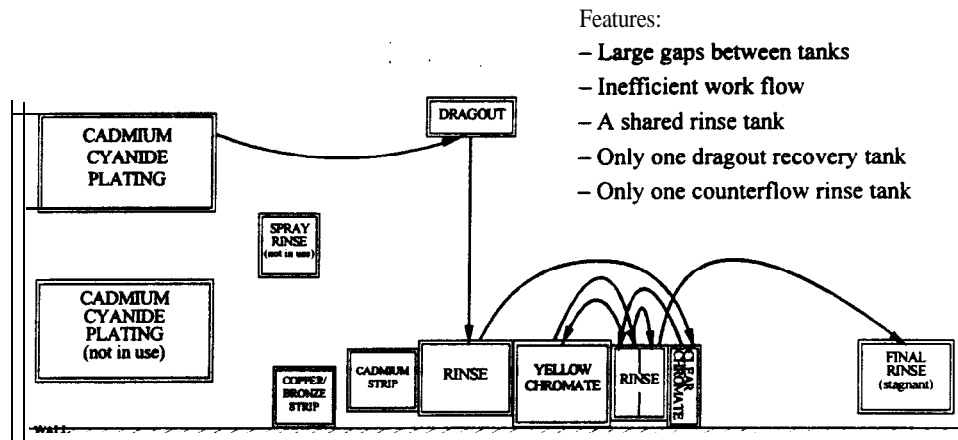 Features:
– Large gaps between tanks
– Inefficient work flow
– A shared rinse tank
– Only one dragout recovery tank
– Only one counterflow rinse tank
CADMIUM
CYANIDE
PLATING
DRAGOUT
SPRAY
RINSE
(not in use)
CADMIUM
CYANIDE
PLATING
(not in use)
COPPER/
BRONZE
STRIP
CADMIUM
STRIP
RINSE
YELLOW
CHROMATE
RINSE
CLEAR
CHROMATE
FINAL
RINSE
(stagnant)
WALL